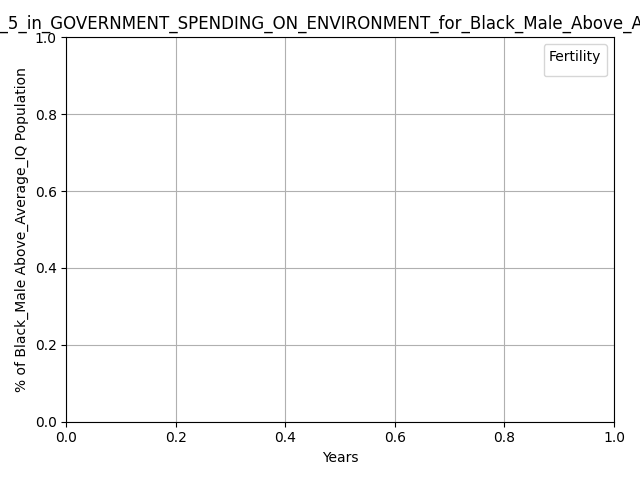 _5_in_GOVERNMENT_SPENDING_ON_ENVIRONMENT_for_Black_Male_Above_A
Fertility
% of Black_Male Above_Average_IQ Population
1.0
0.8
0.6
0.4
0.2
0.0
0.0 0.2 0.4 0.6 0.8 1.0
Years